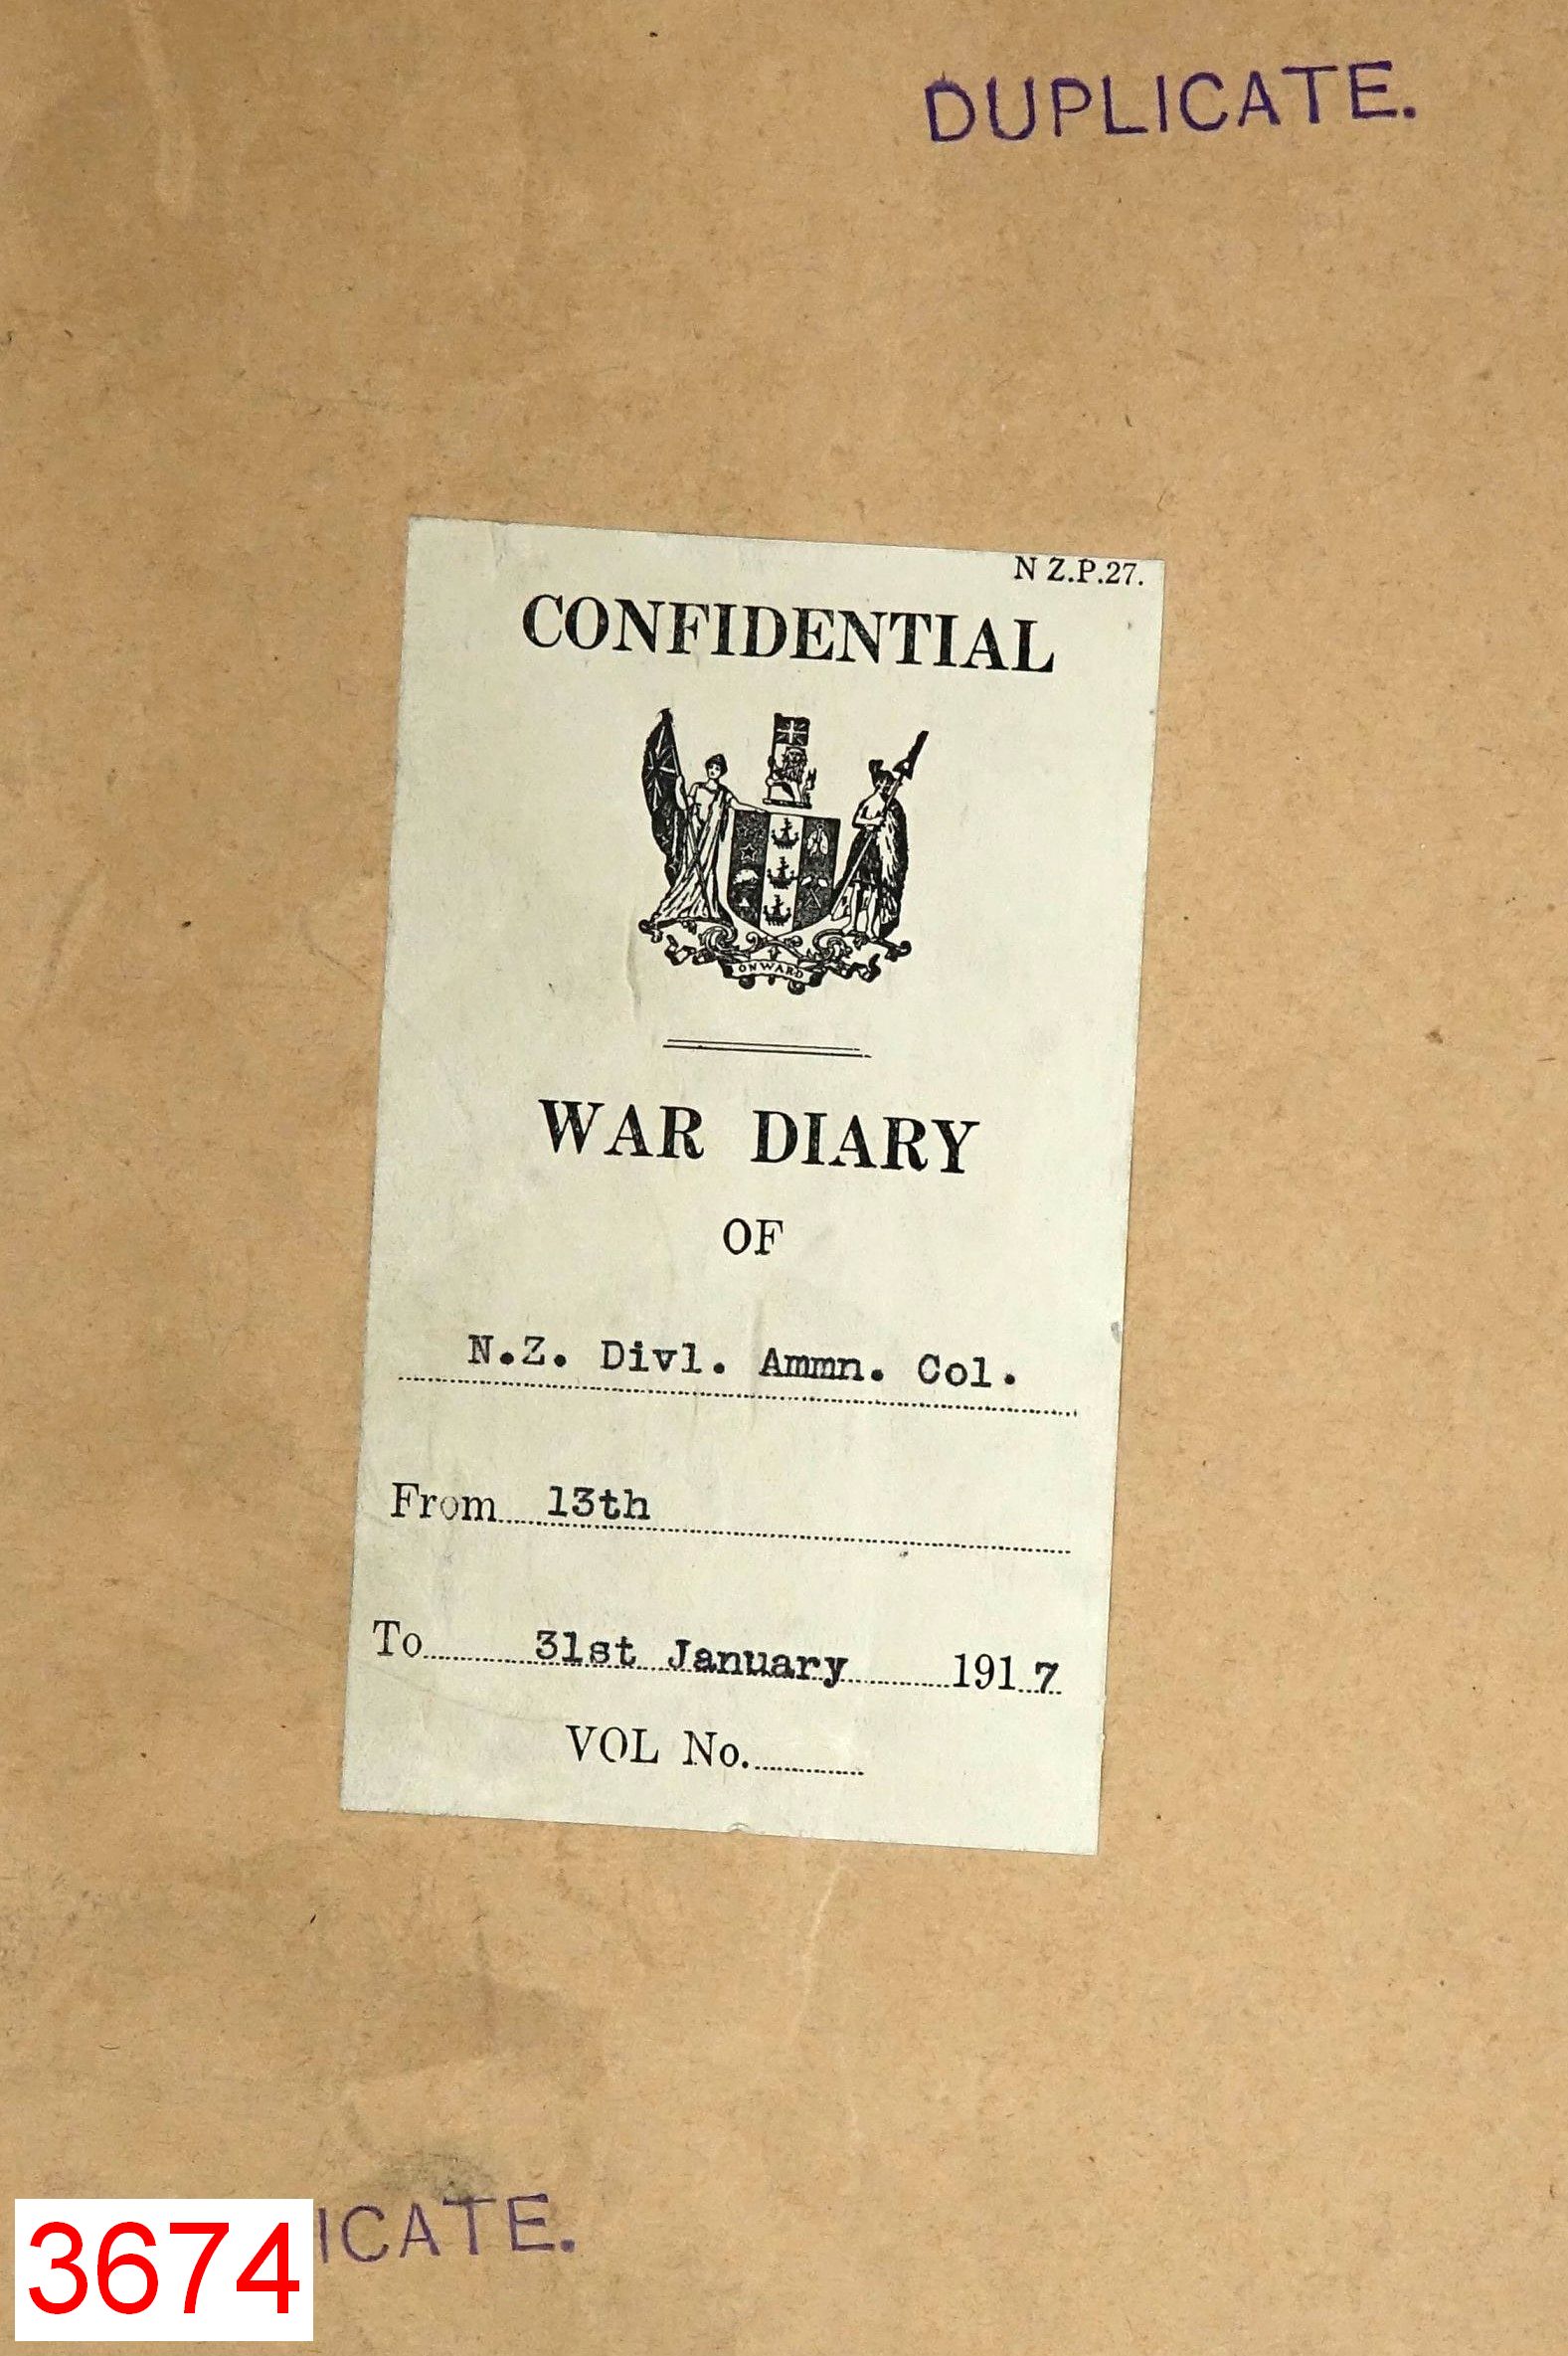 DUPLICATE.
N Z.P.27.
CONFIDENTIAL
ONWARD
WAR DIARY
OF
N.Z. Divl. Ammn. Col.
From 13th
To 31st January 1917
VOL No.
ICATE.
3674